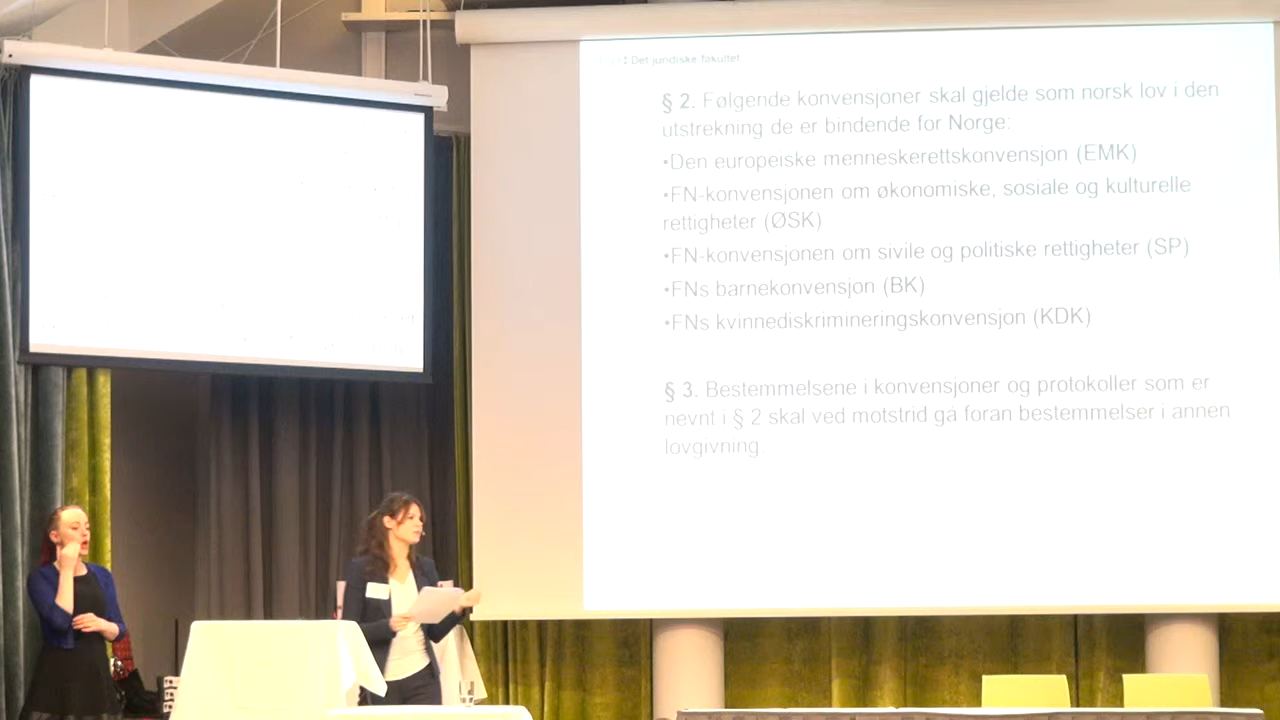 Det juridiske fakultet
§ 2. Følgende konvensjoner skal gjelde som norsk lov i den
utstrekning de er bindende for Norge:
•Den europeiske menneskerettskonvensjon (EMK)
•FN-konvensjonen om økonomiske, sosiale og kulturelle
rettigheter (ØSK)
•FN-konvensjonen om sivile og politiske rettigheter (SP)
•FNs barnekonvensjon (BK)
•FNs kvinnediskrimineringskonvensjon (KDK)
§ 3. Bestemmelsene i konvensjoner og protokoller som er
nevnt i § 2 skal ved motstrid gå foran bestemmelser i annen
lovgivning.